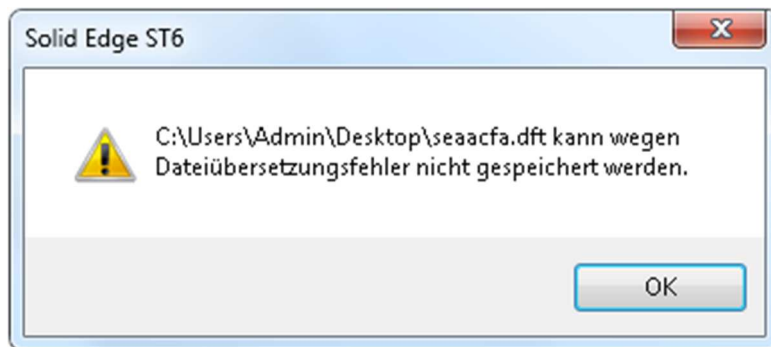 Solid Edge ST6
C:\Users\Admin\Desktop\seaacfa.dft kann wegen
Dateiübersetzungsfehler nicht gespeichert werden.
OK